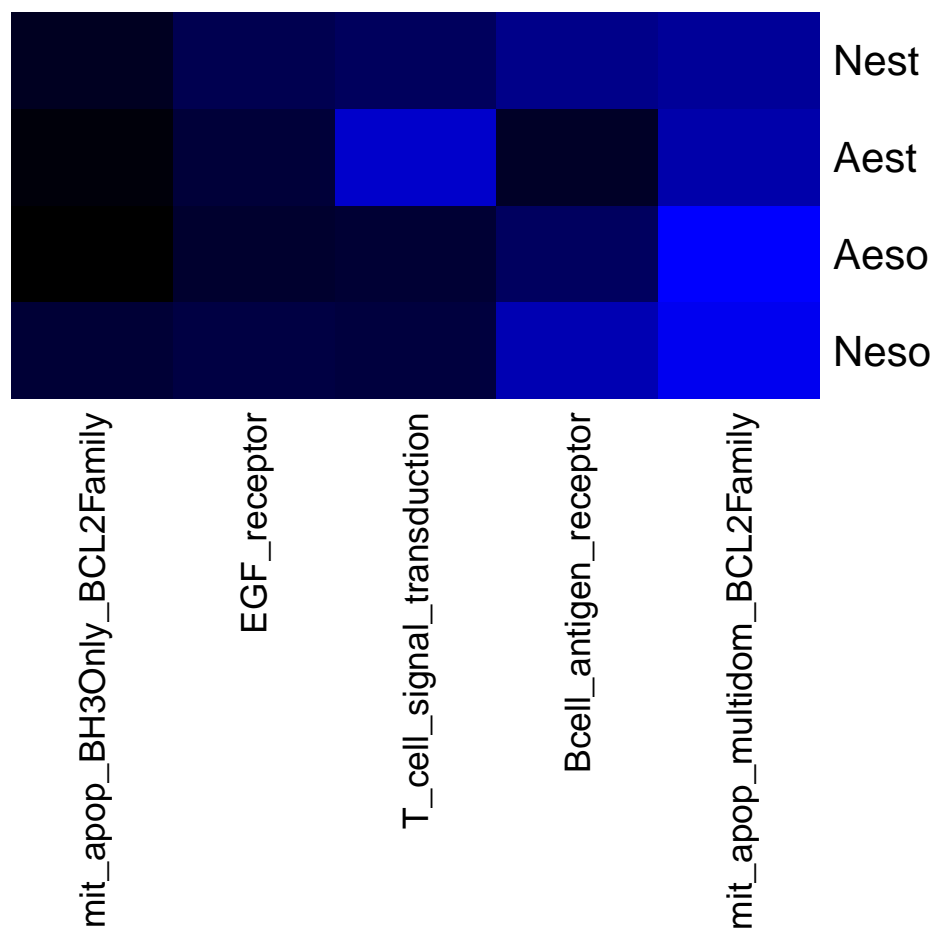 Nest
Aest
Aeso
Neso
mit_apop_BH3Only_BCL2Family
EGF_receptor
T_cell_signal_transduction
Bcell_antigen_receptor
mit_apop_multidom_BCL2Family